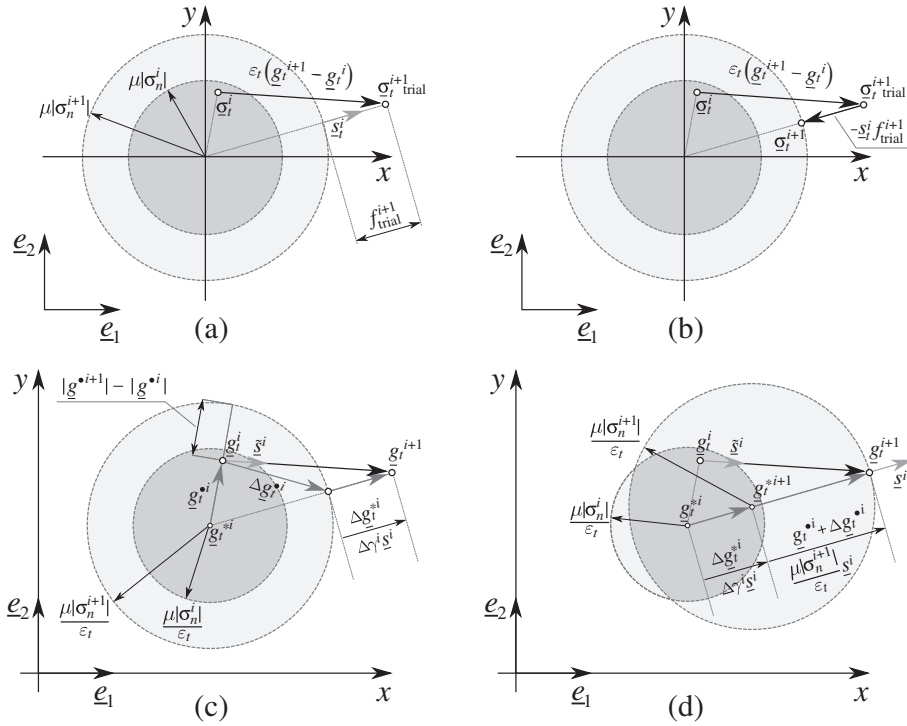 y
ε_t(g_t^{i+1} − g_t^i)
μ|σ_n^i|
μ|σ_n^{i+1}|
σ_t^i
σ_t^{i+1} trial
s_t^i
x
f_trial^{i+1}
e_2
e_1
(a)
y
ε_t(g_t^{i+1} − g_t^i)
σ_t^i
σ_t^{i+1} trial
σ_t^{i+1}
-s_t^i f_trial^{i+1}
x
e_2
e_1
(b)
y
|g^{•i+1}| − |g^{•i}|
g_t^i
s̃^i
g_t^{i+1}
g_t^{•i}
Δg_t^{•i}
g_t^{*i}
Δg_t^{*i}
Δγ^i s^i
μ|σ_n^{i+1}|
ε_t
μ|σ_n^i|
ε_t
e_2
e_1
x
(c)
y
μ|σ_n^{i+1}|
ε_t
g_t^i
s̃^i
g_t^{i+1}
s^i
μ|σ_n^i|
ε_t
g_t^{*i}
g_t^{*i+1}
Δg_t^{*i}
Δγ^i s^i
g_t^{•i} + Δg_t^{•i}
μ|σ_n^{i+1}|
ε_t
s^i
e_2
e_1
x
(d)